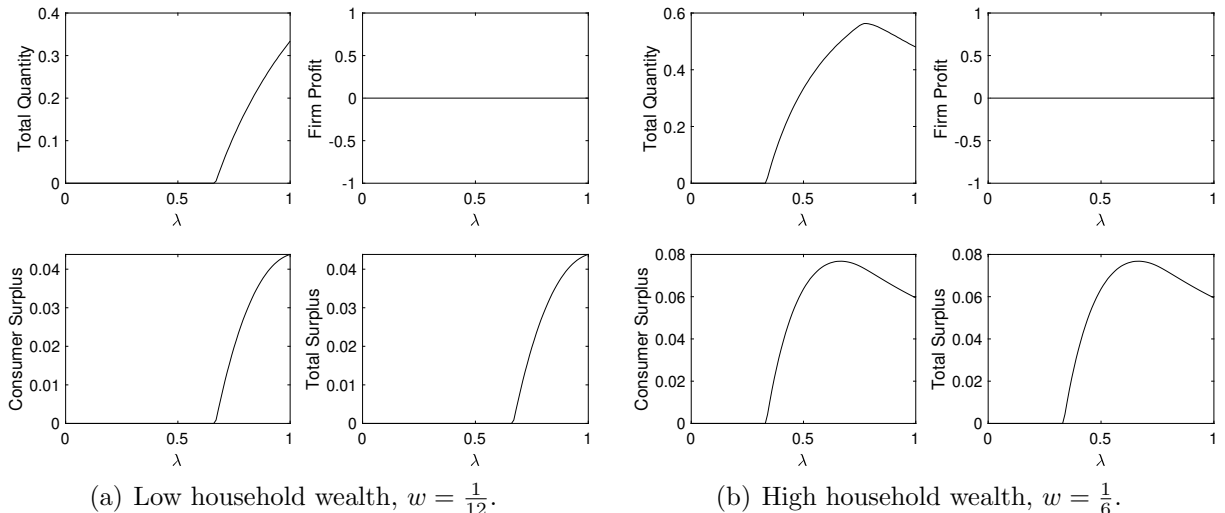 0.4
0.3
0.2
0.1
0
Total Quantity
0 0.5 1
λ
1
0.5
0
-0.5
-1
Firm Profit
0 0.5 1
λ
0.6
0.4
0.2
0
Total Quantity
0 0.5 1
λ
1
0.5
0
-0.5
-1
Firm Profit
0 0.5 1
λ
0.04
0.03
0.02
0.01
0
Consumer Surplus
0 0.5 1
λ
0.04
0.03
0.02
0.01
0
Total Surplus
0 0.5 1
λ
0.08
0.06
0.04
0.02
0
Consumer Surplus
0 0.5 1
λ
0.08
0.06
0.04
0.02
0
Total Surplus
0 0.5 1
λ
(a) Low household wealth, w = 1/12.
(b) High household wealth, w = 1/6.